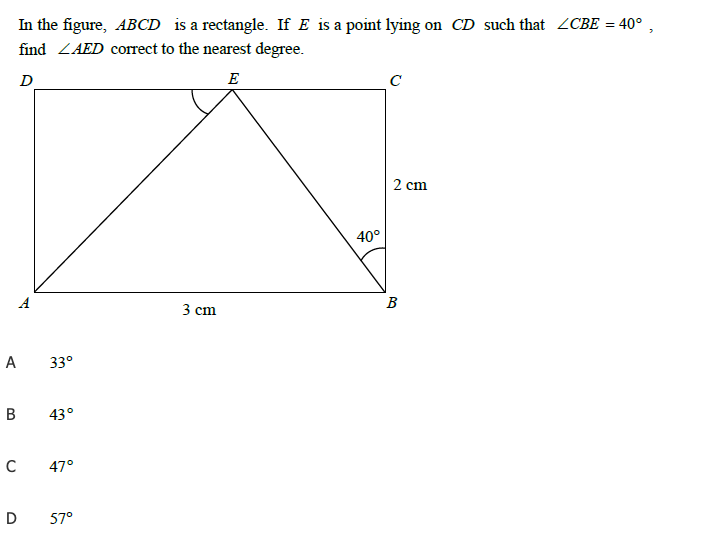 In the figure, ABCD is a rectangle. If E is a point lying on CD such that ∠CBE = 40° ,
find ∠AED correct to the nearest degree.
D E C
2 cm
40°
A B
3 cm
A 33°
B 43°
C 47°
D 57°